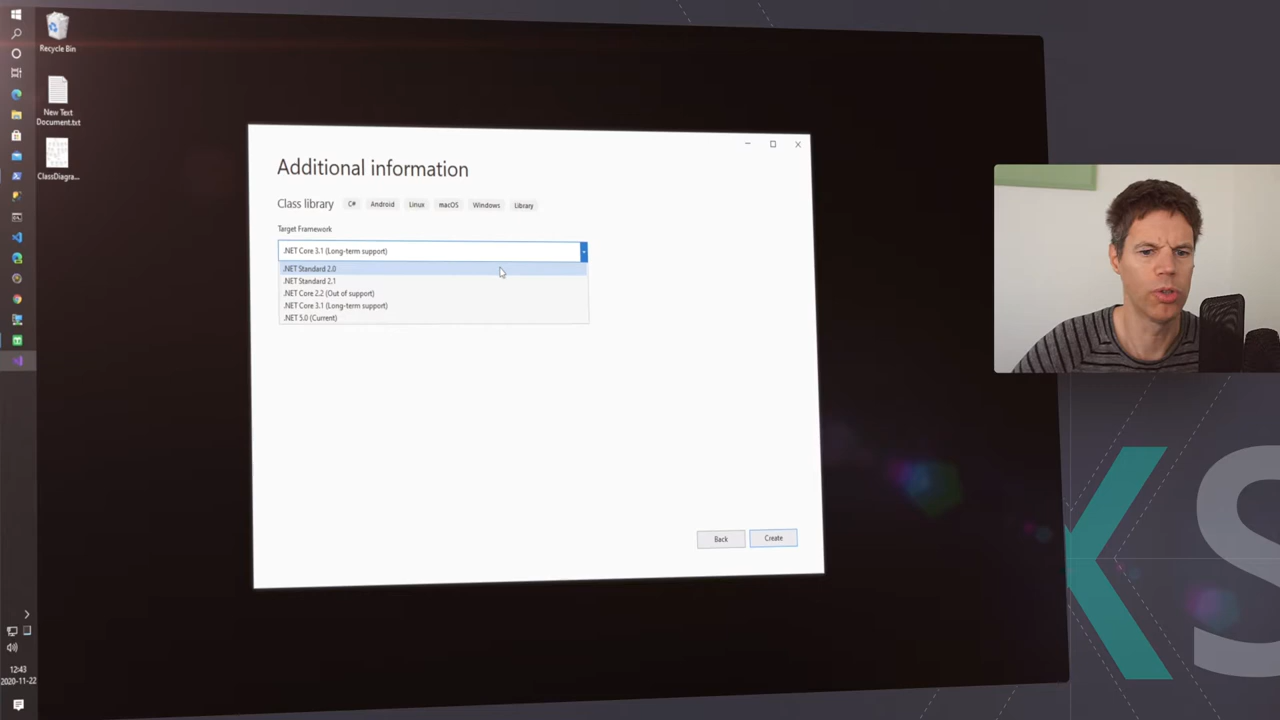 Recycle Bin
New Text
Document.txt
ClassDiagra...
Additional information
Class library C# Android Linux macOS Windows Library
Target Framework
.NET Core 3.1 (Long-term support)
.NET Standard 2.0
.NET Standard 2.1
.NET Core 2.2 (Out of support)
.NET Core 3.1 (Long-term support)
.NET 5.0 (Current)
Back Create
12:43
2020-11-22
KS